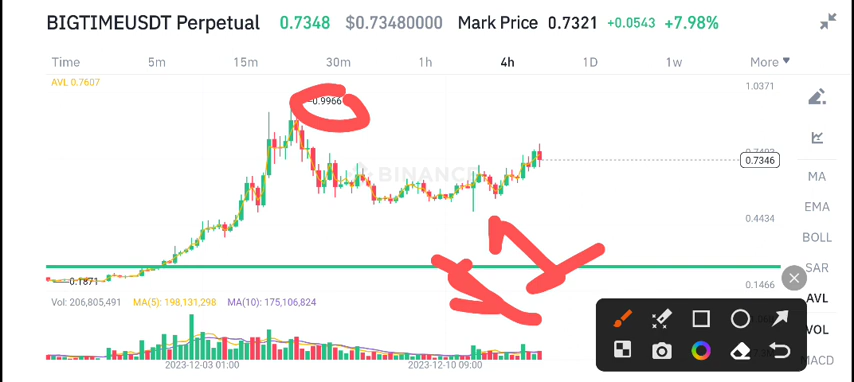 BIGTIMEUSDT Perpetual 0.7348 $0.73480000 Mark Price 0.7321 +0.0543 +7.98%
Time 5m 15m 30m 1h 4h 1D 1w More
AVL 0.7607
0.9966
1.0371
BINANCE
0.7346
MA
EMA
0.4434
BOLL
SAR
0.1871
0.1466
Vol: 206,805,491 MA(5): 198,131,298 MA(10): 175,106,824
AVL
VOL
MACD
2023-12-03 01:00 2023-12-10 09:00